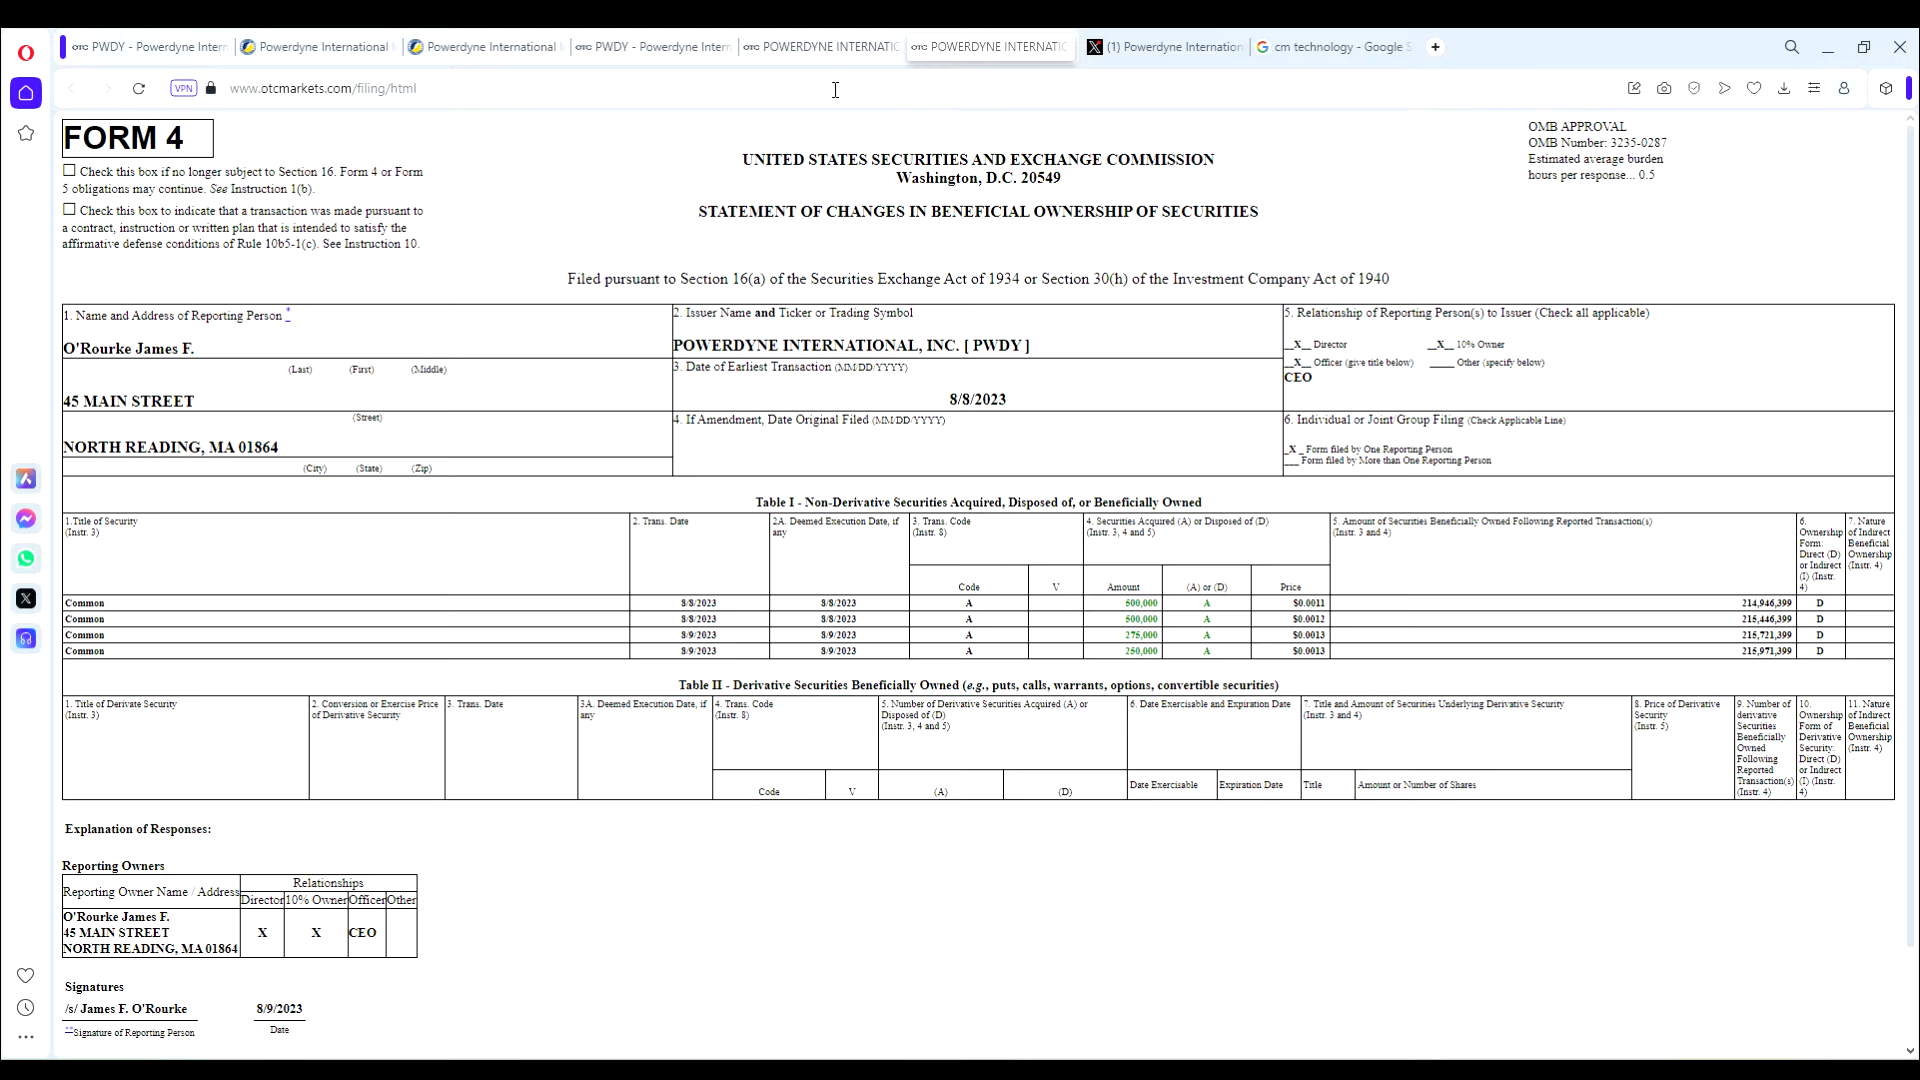 PWDY - Powerdyne Intern
Powerdyne International
Powerdyne International
PWDY - Powerdyne Intern
POWERDYNE INTERNATIC
POWERDYNE INTERNATIC
(1) Powerdyne Internation
cm technology - Google S
VPN
www.otcmarkets.com/filing/html
FORM 4
☐ Check this box if no longer subject to Section 16. Form 4 or Form
5 obligations may continue. See Instruction 1(b).
☐ Check this box to indicate that a transaction was made pursuant to
a contract, instruction or written plan that is intended to satisfy the
affirmative defense conditions of Rule 10b5-1(c). See Instruction 10.
UNITED STATES SECURITIES AND EXCHANGE COMMISSION
Washington, D.C. 20549
STATEMENT OF CHANGES IN BENEFICIAL OWNERSHIP OF SECURITIES
OMB APPROVAL
OMB Number: 3235-0287
Estimated average burden
hours per response... 0.5
Filed pursuant to Section 16(a) of the Securities Exchange Act of 1934 or Section 30(h) of the Investment Company Act of 1940
1. Name and Address of Reporting Person *
O'Rourke James F.
(Last) (First) (Middle)
45 MAIN STREET
(Street)
NORTH READING, MA 01864
(City) (State) (Zip)
2. Issuer Name and Ticker or Trading Symbol
POWERDYNE INTERNATIONAL, INC. [ PWDY ]
3. Date of Earliest Transaction (MM/DD/YYYY)
8/8/2023
4. If Amendment, Date Original Filed (MM/DD/YYYY)
5. Relationship of Reporting Person(s) to Issuer (Check all applicable)
__X__ Director __X__ 10% Owner
__X__ Officer (give title below) _____ Other (specify below)
CEO
6. Individual or Joint/Group Filing (Check Applicable Line)
_X _ Form filed by One Reporting Person
___ Form filed by More than One Reporting Person
Table I - Non-Derivative Securities Acquired, Disposed of, or Beneficially Owned
1.Title of Security
(Instr. 3)
2. Trans. Date
2A. Deemed Execution Date, if
any
3. Trans. Code
(Instr. 8)
4. Securities Acquired (A) or Disposed of (D)
(Instr. 3, 4 and 5)
5. Amount of Securities Beneficially Owned Following Reported Transaction(s)
(Instr. 3 and 4)
6.
Ownership
Form:
Direct (D)
or Indirect
(I) (Instr.
4)
7. Nature
of Indirect
Beneficial
Ownership
(Instr. 4)
Code V Amount (A) or (D) Price
Common 8/8/2023 8/8/2023 A 500,000 A $0.0011 214,946,399 D
Common 8/8/2023 8/8/2023 A 500,000 A $0.0012 215,446,399 D
Common 8/9/2023 8/9/2023 A 275,000 A $0.0013 215,721,399 D
Common 8/9/2023 8/9/2023 A 250,000 A $0.0013 215,971,399 D
Table II - Derivative Securities Beneficially Owned (e.g., puts, calls, warrants, options, convertible securities)
1. Title of Derivate Security
(Instr. 3)
2. Conversion or Exercise Price
of Derivative Security
3. Trans. Date
3A. Deemed Execution Date, if
any
4. Trans. Code
(Instr. 8)
5. Number of Derivative Securities Acquired (A) or
Disposed of (D)
(Instr. 3, 4 and 5)
6. Date Exercisable and Expiration Date
7. Title and Amount of Securities Underlying Derivative Security
(Instr. 3 and 4)
8. Price of Derivative
Security
(Instr. 5)
9. Number of
derivative
Securities
Beneficially
Owned
Following
Reported
Transaction(s)
(Instr. 4)
10.
Ownership
Form of
Derivative
Security:
Direct (D)
or Indirect
(I) (Instr.
4)
11. Nature
of Indirect
Beneficial
Ownership
(Instr. 4)
Code V (A) (D) Date Exercisable Expiration Date Title Amount or Number of Shares
Explanation of Responses:
Reporting Owners
Reporting Owner Name / Address
Relationships
Director 10% Owner Officer Other
O'Rourke James F.
45 MAIN STREET
NORTH READING, MA 01864
X X CEO
Signatures
/s/ James F. O'Rourke 8/9/2023
**Signature of Reporting Person Date